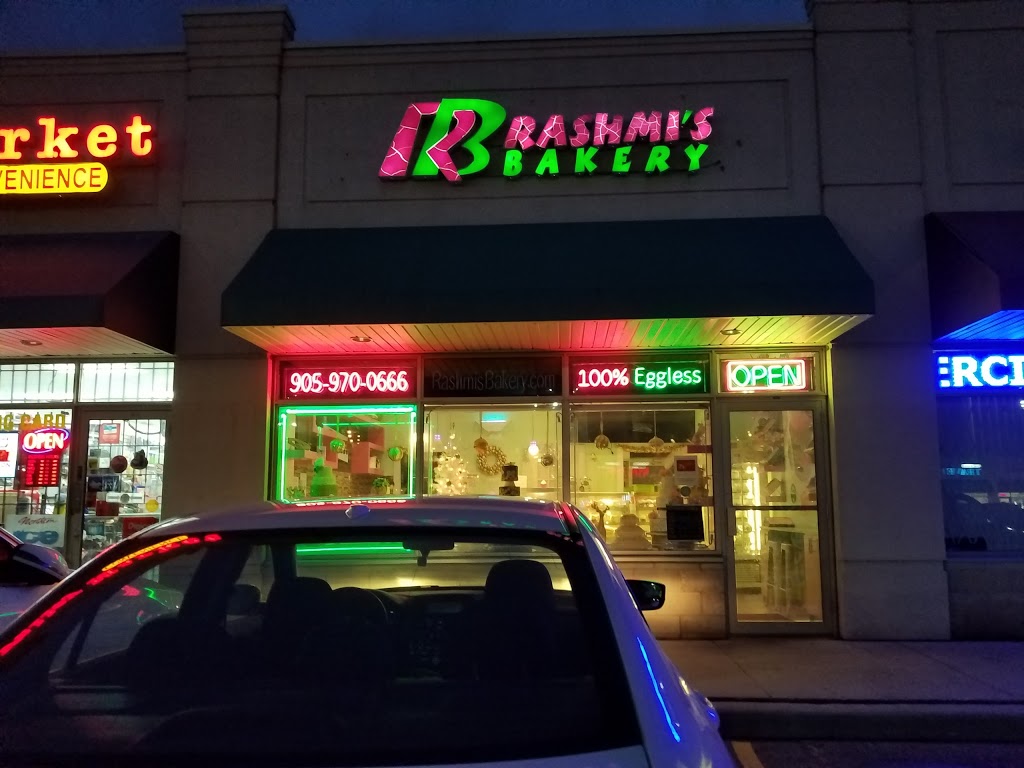 rket
VENIENCE
RB RASHMI'S
BAKERY
905-970-0666
RashmisBakery.com
100% Eggless
OPEN
ERCI
OPEN